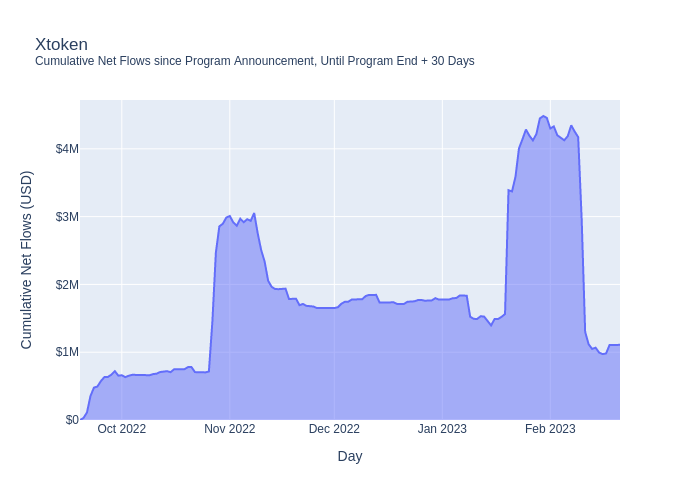 Xtoken
Cumulative Net Flows since Program Announcement, Until Program End + 30 Days
Cumulative Net Flows (USD)
$4M
$3M
$2M
$1M
$0
Oct 2022
Nov 2022
Dec 2022
Jan 2023
Feb 2023
Day